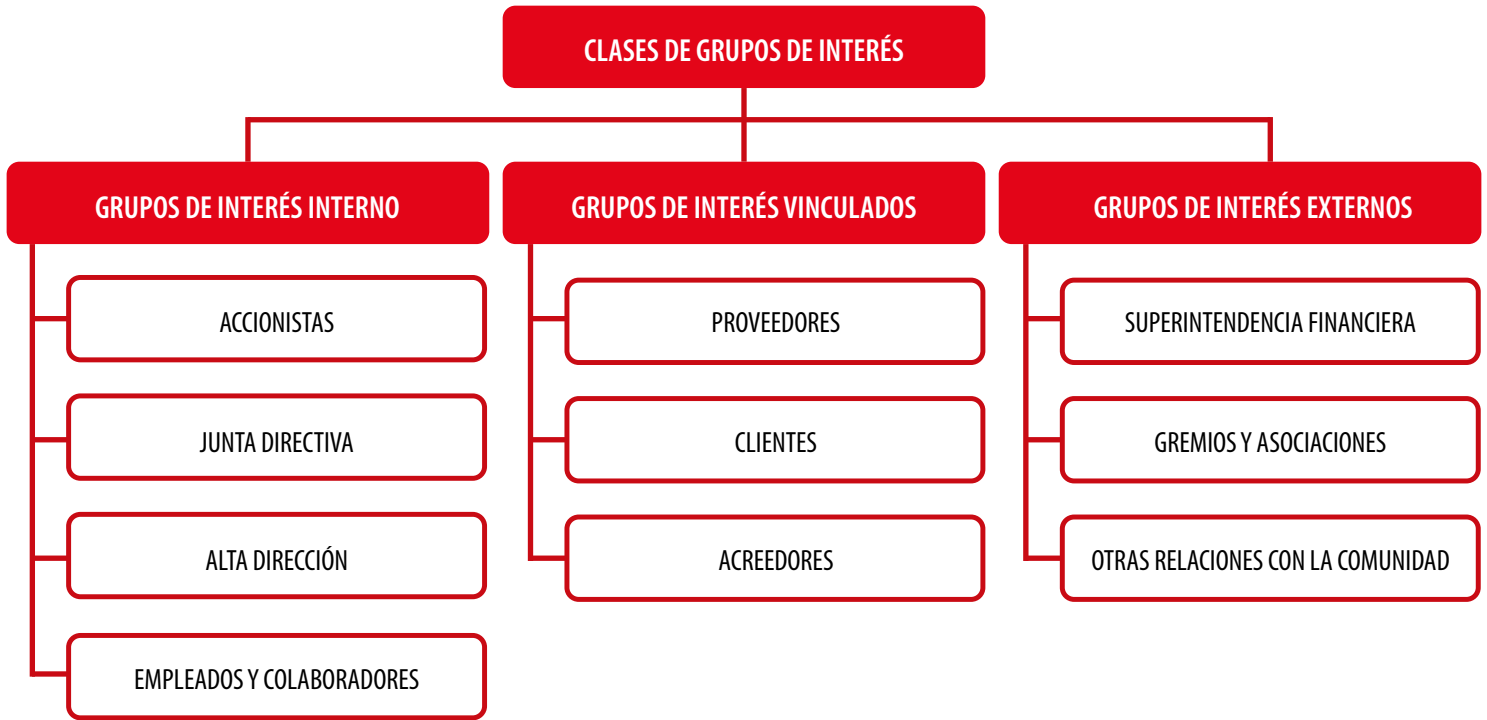 CLASES DE GRUPOS DE INTERÉS
GRUPOS DE INTERÉS INTERNO
ACCIONISTAS
JUNTA DIRECTIVA
ALTA DIRECCIÓN
EMPLEADOS Y COLABORADORES
GRUPOS DE INTERÉS VINCULADOS
PROVEEDORES
CLIENTES
ACREEDORES
GRUPOS DE INTERÉS EXTERNOS
SUPERINTENDENCIA FINANCIERA
GREMIOS Y ASOCIACIONES
OTRAS RELACIONES CON LA COMUNIDAD